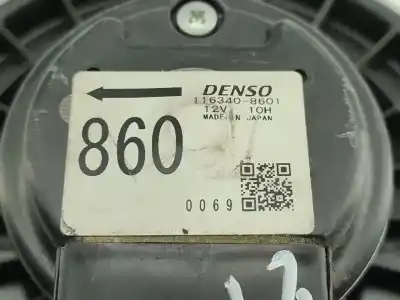 M
DENSO
116340-8601
12V 10H
MADE IN JAPAN
860
0069